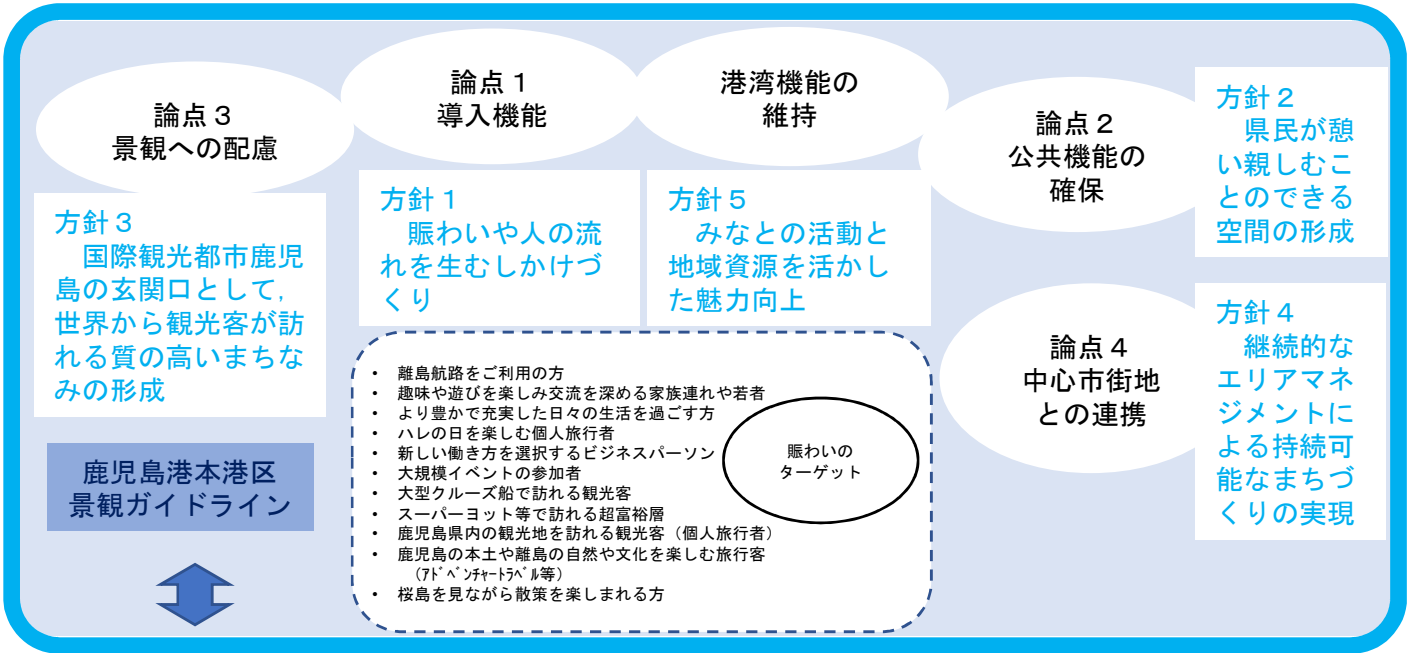 論点３
景観への配慮
方針３
国際観光都市鹿児
島の玄関口として,
世界から観光客が訪
れる質の高いまちな
みの形成
鹿児島港本港区
景観ガイドライン
論点１
導入機能
方針１
賑わいや人の流
れを生むしかけづ
くり
港湾機能の
維持
方針５
みなとの活動と
地域資源を活かし
た魅力向上
・ 離島航路をご利用の方
・ 趣味や遊びを楽しみ交流を深める家族連れや若者
・ より豊かで充実した日々の生活を過ごす方
・ ハレの日を楽しむ個人旅行者
・ 新しい働き方を選択するビジネスパーソン
・ 大規模イベントの参加者
・ 大型クルーズ船で訪れる観光客
・ スーパーヨット等で訪れる超富裕層
・ 鹿児島県内の観光地を訪れる観光客（個人旅行者）
・ 鹿児島の本土や離島の自然や文化を楽しむ旅行客
（ｱﾄﾞﾍﾞﾝﾁｬｰﾄﾗﾍﾞﾙ等）
・ 桜島を見ながら散策を楽しまれる方
賑わいの
ターゲット
論点２
公共機能の
確保
方針２
県民が憩
い親しむこ
とのできる
空間の形成
論点４
中心市街地
との連携
方針４
継続的な
エリアマネ
ジメントに
よる持続可
能なまちづ
くりの実現